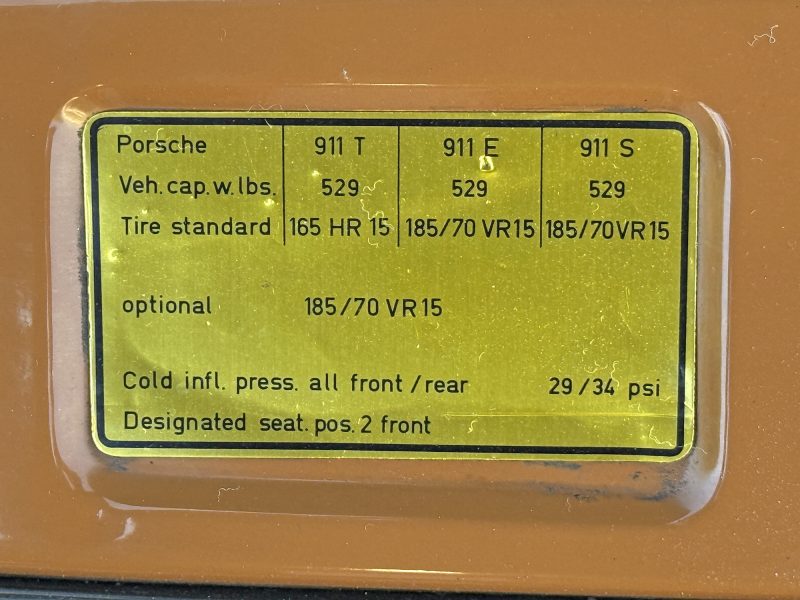 Porsche 911 T 911 E 911 S
Veh. cap. w. lbs. 529 529 529
Tire standard 165 HR 15 185/70 VR15 185/70VR15
optional 185/70 VR15
Cold infl. press. all front / rear 29/34 psi
Designated seat. pos. 2 front